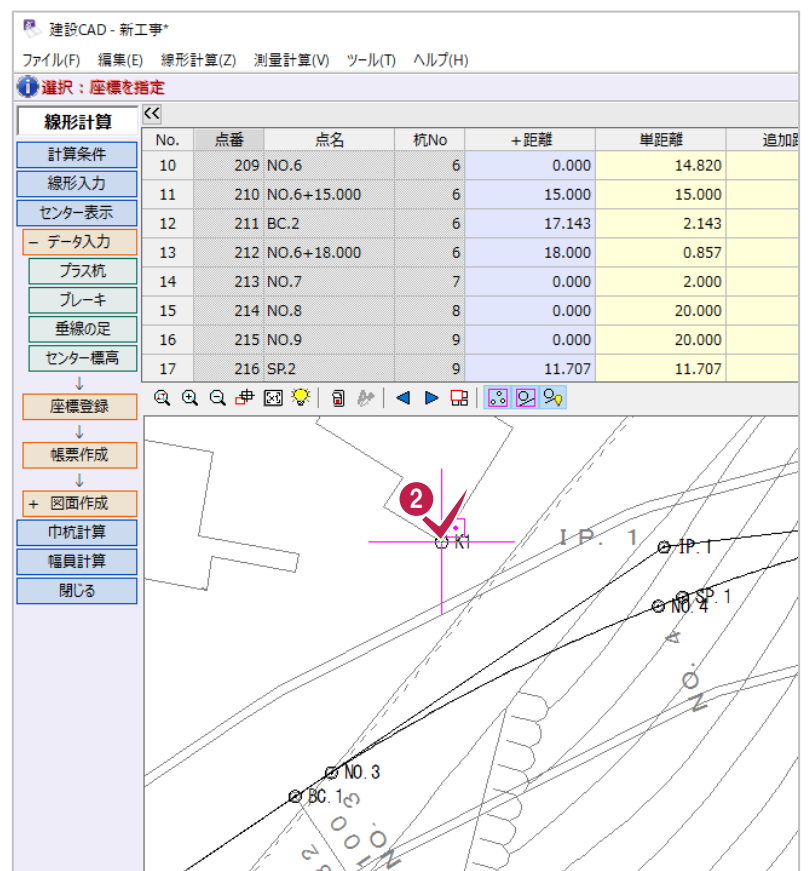 建設CAD - 新工事*
ファイル(F) 編集(E) 線形計算(Z) 測量計算(V) ツール(T) ヘルプ(H)
選択：座標を指定
線形計算
計算条件
線形入力
センター表示
− データ入力
プラス杭
ブレーキ
垂線の足
センター標高
↓
座標登録
↓
帳票作成
↓
+ 図面作成
巾杭計算
幅員計算
閉じる
<<
No. 点番 点名 杭No +距離 単距離 追加距
10 209 NO.6 6 0.000 14.820
11 210 NO.6+15.000 6 15.000 15.000
12 211 BC.2 6 17.143 2.143
13 212 NO.6+18.000 6 18.000 0.857
14 213 NO.7 7 0.000 2.000
15 214 NO.8 8 0.000 20.000
16 215 NO.9 9 0.000 20.000
17 216 SP.2 9 11.707 11.707
2
K1
IP. 1
IP.1
SP.1
NO.4
NO. 4
NO.3
BC.1
NO. 3